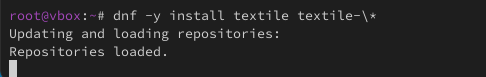 root@vbox:~# dnf -y install textile textile-\*
Updating and loading repositories:
Repositories loaded.